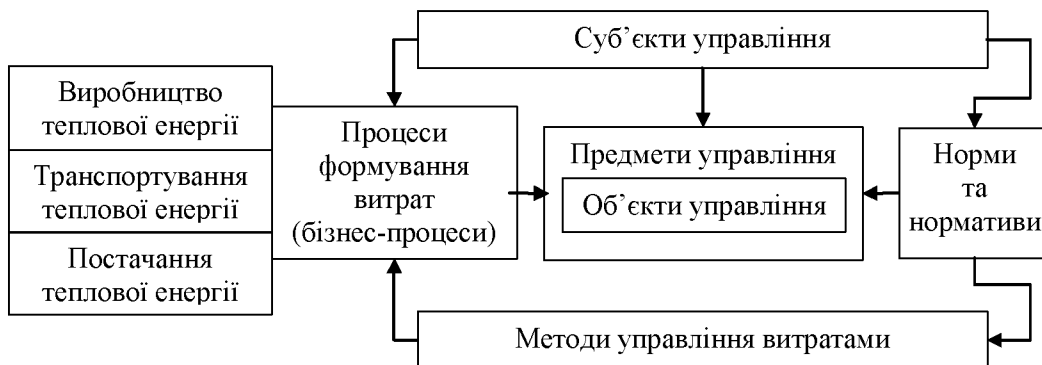 Суб’єкти управління
Виробництво
теплової енергії
Транспортування
теплової енергії
Постачання
теплової енергії
Процеси
формування
витрат
(бізнес-процеси)
Предмети управління
Об’єкти управління
Норми
та
нормативи
Методи управління витратами